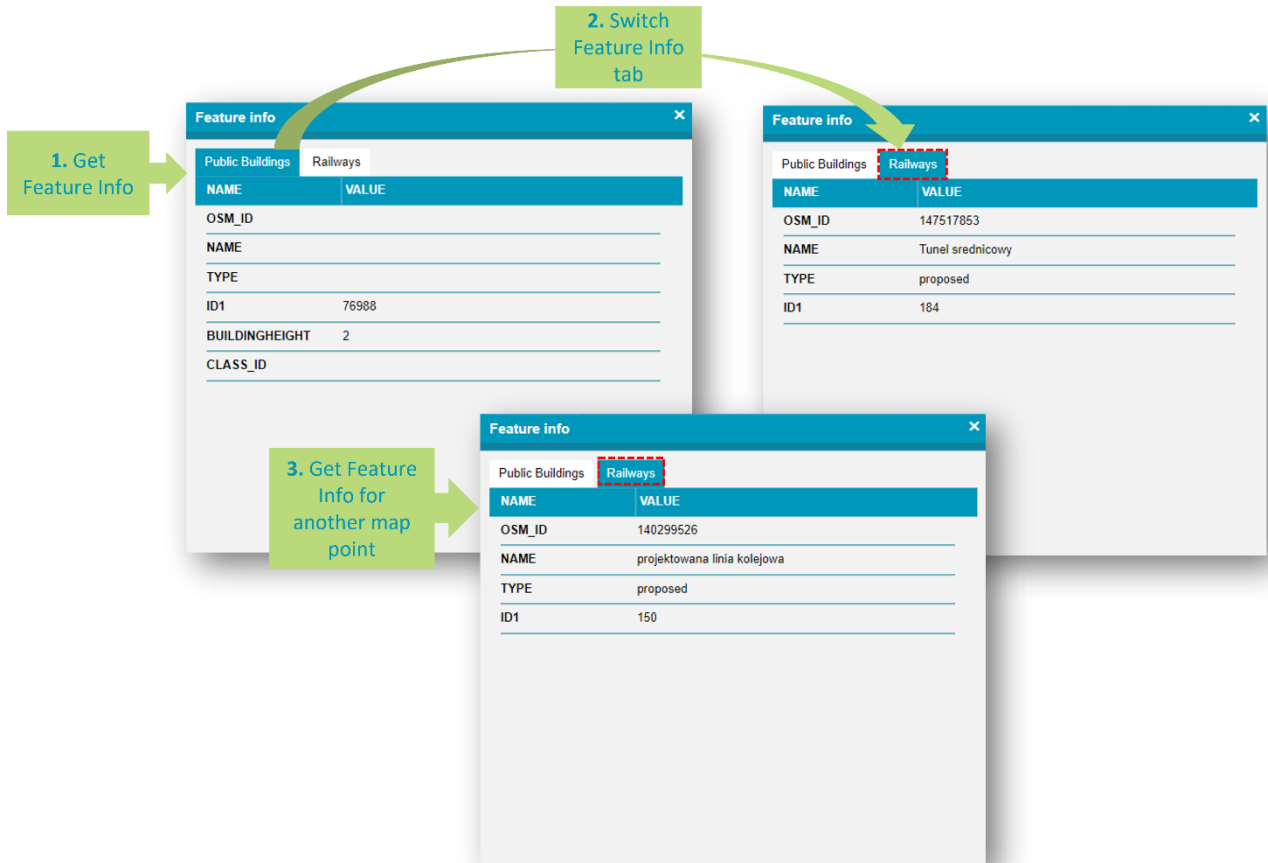 2. Switch
Feature Info
tab
1. Get
Feature Info
Feature info ×
Public Buildings Railways
NAME VALUE
OSM_ID
NAME
TYPE
ID1 76988
BUILDINGHEIGHT 2
CLASS_ID
Feature info ×
Public Buildings Railways
NAME VALUE
OSM_ID 147517853
NAME Tunel srednicowy
TYPE proposed
ID1 184
3. Get Feature
Info for
another map
point
Feature info ×
Public Buildings Railways
NAME VALUE
OSM_ID 140299526
NAME projektowana linia kolejowa
TYPE proposed
ID1 150